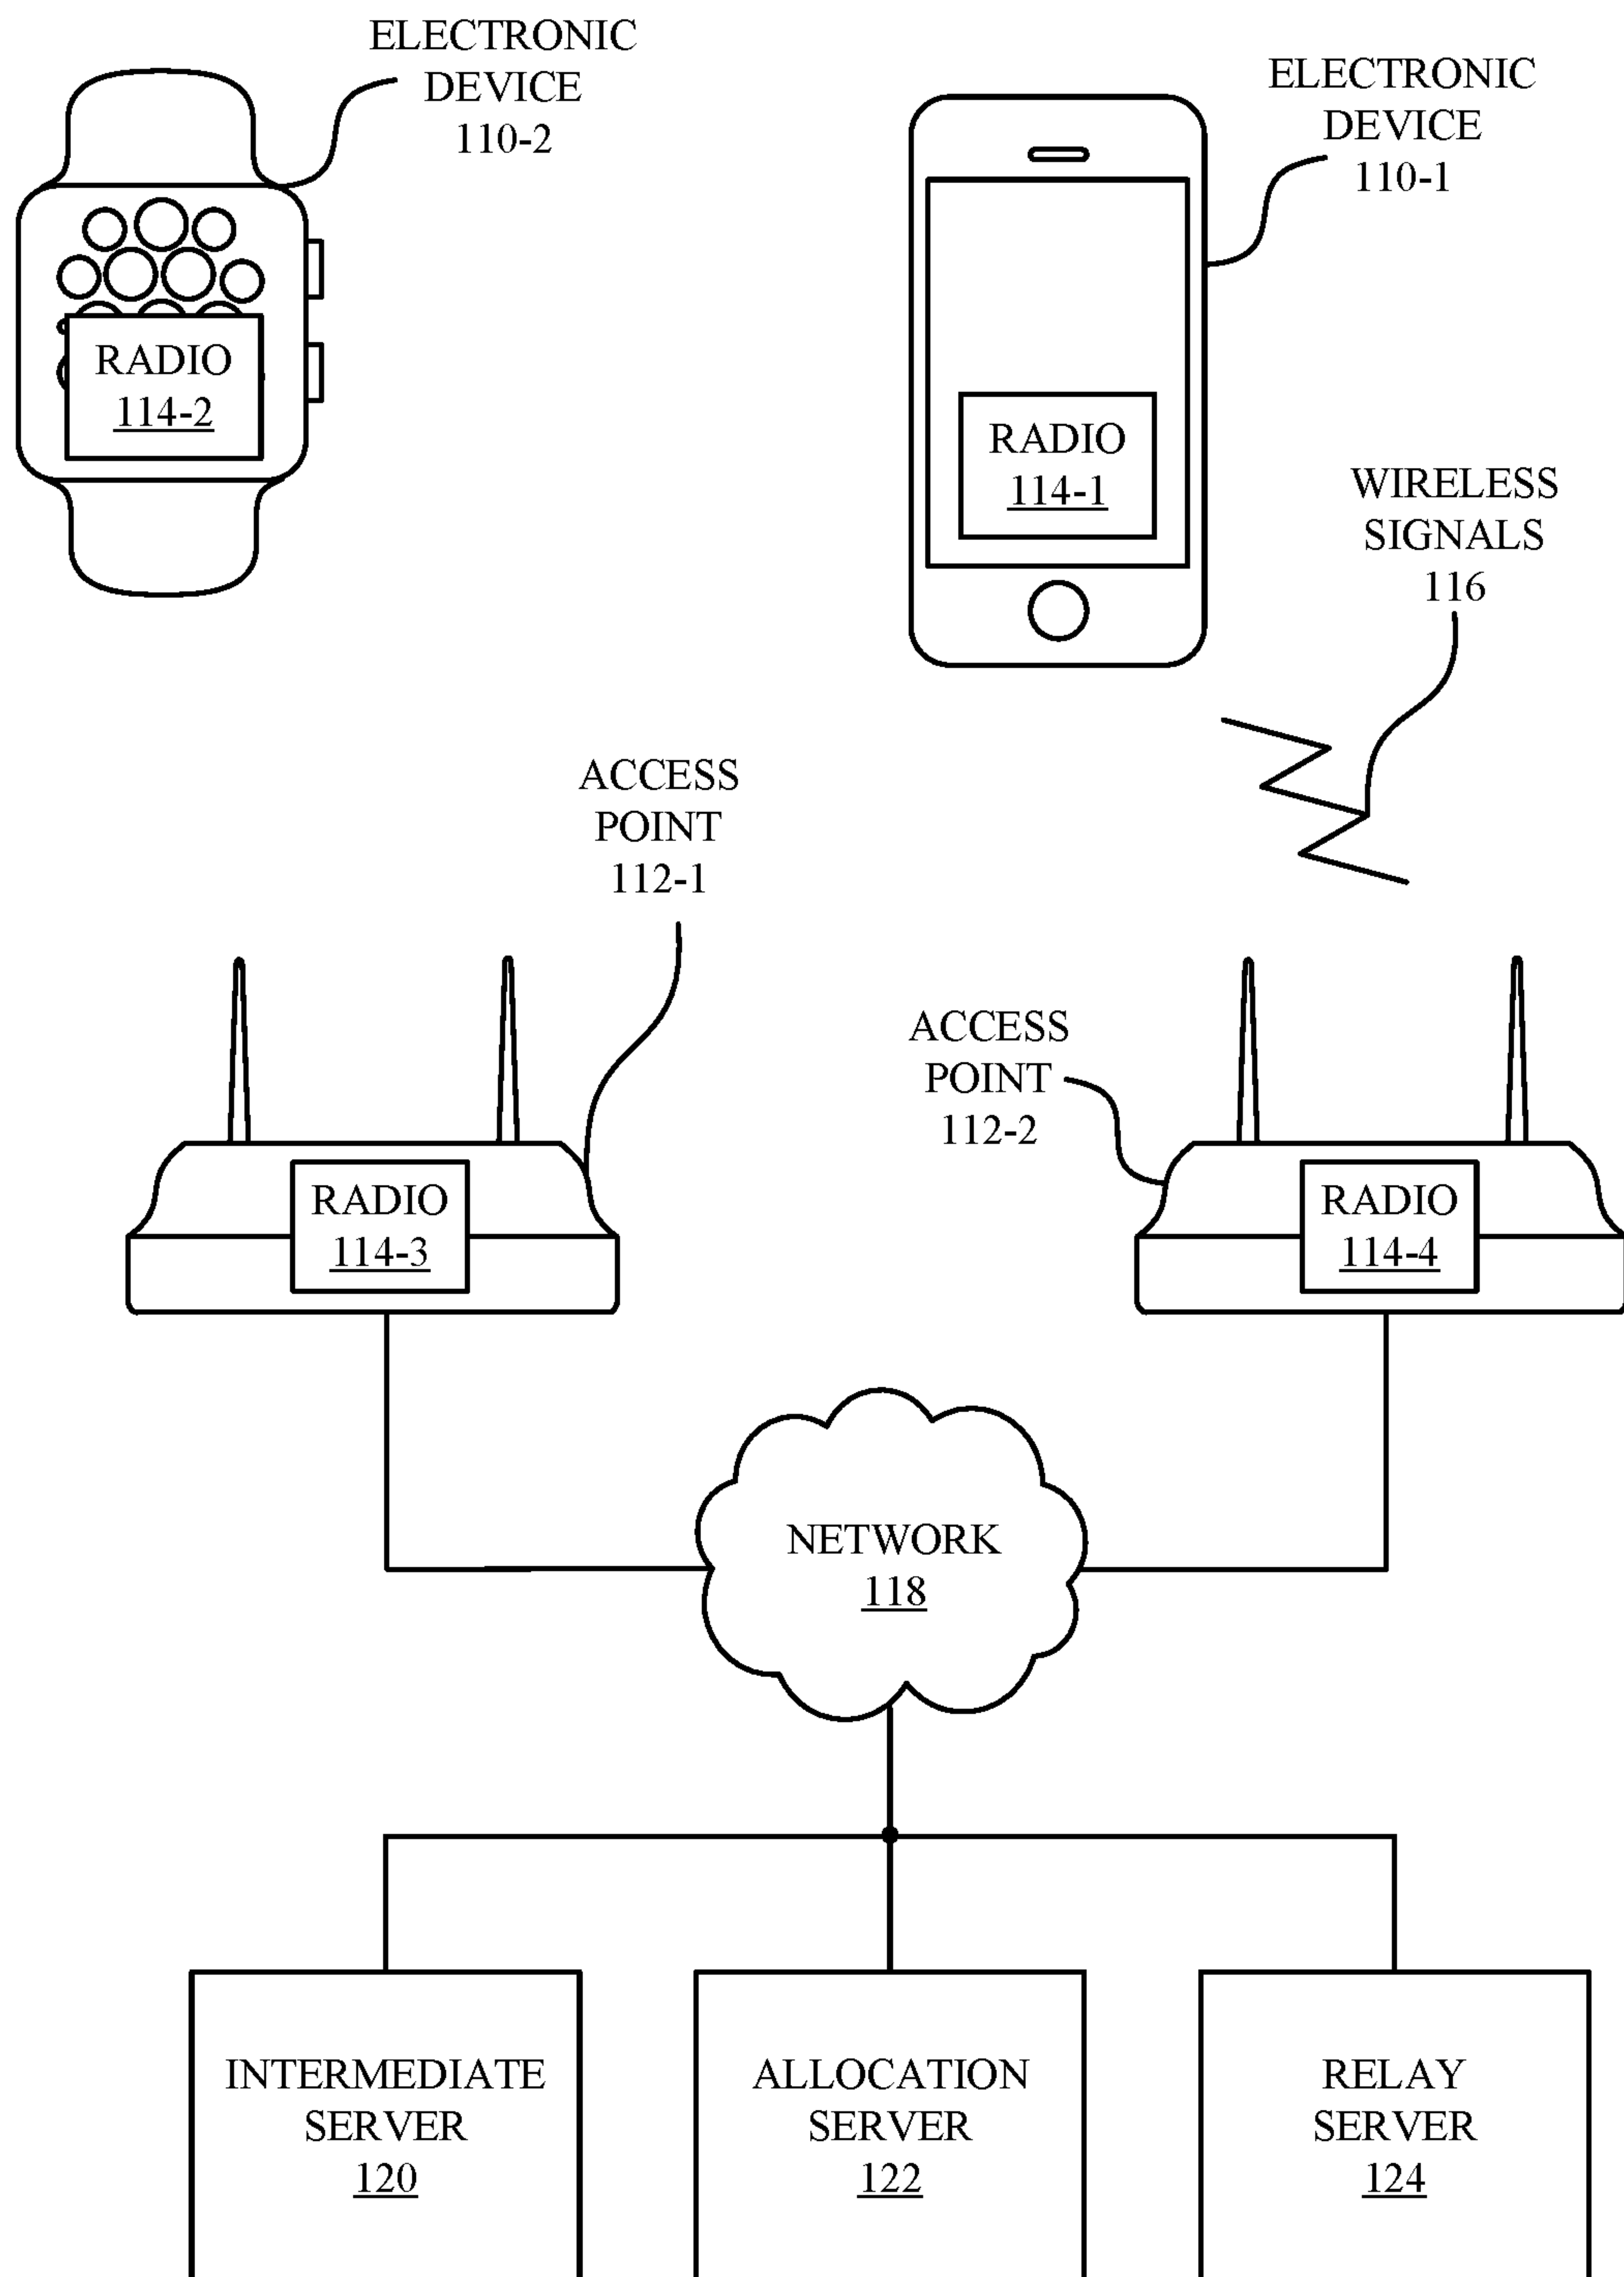 ELECTRONIC
DEVICE
110-2
ELECTRONIC
DEVICE
110-1
RADIO
114-2
RADIO
114-1
WIRELESS
SIGNALS
116
ACCESS
POINT
112-1
ACCESS
POINT
112-2
RADIO
114-3
RADIO
114-4
NETWORK
118
INTERMEDIATE
SERVER
120
ALLOCATION
SERVER
122
RELAY
SERVER
124